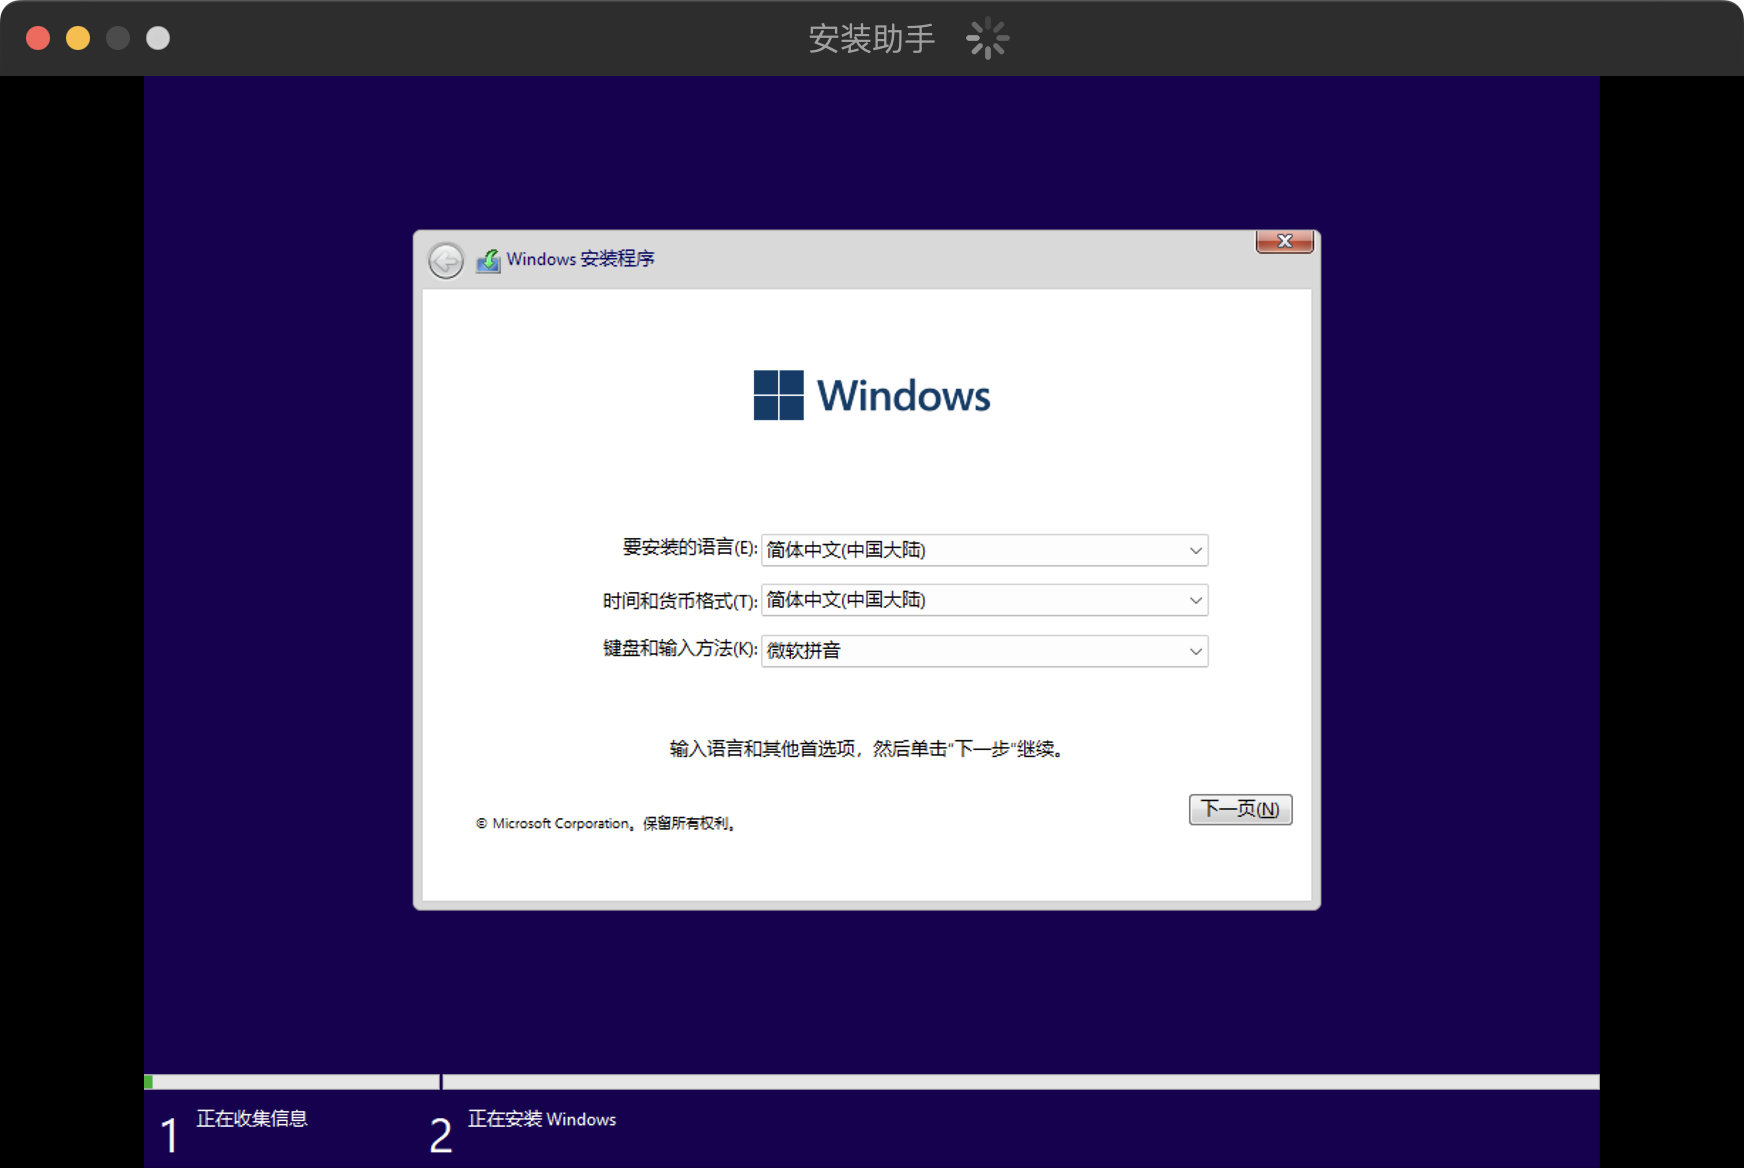 安装助手
Windows 安装程序
Windows
要安装的语言(E): 简体中文(中国大陆)
时间和货币格式(T): 简体中文(中国大陆)
键盘和输入方法(K): 微软拼音
输入语言和其他首选项，然后单击"下一步"继续。
下一页(N)
© Microsoft Corporation。保留所有权利。
1 正在收集信息
2 正在安装 Windows